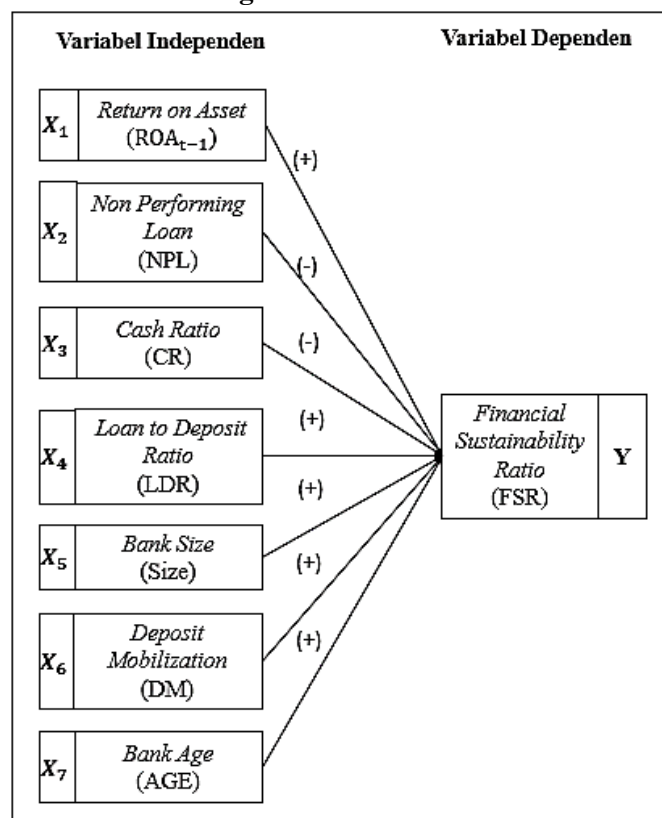 Variabel Independen
Variabel Dependen
X₁
Return on Asset
(ROAₜ₋₁)
(+)
X₂
Non Performing
Loan
(NPL)
(-)
X₃
Cash Ratio
(CR)
(-)
X₄
Loan to Deposit
Ratio
(LDR)
(+)
X₅
Bank Size
(Size)
(+)
X₆
Deposit
Mobilization
(DM)
(+)
X₇
Bank Age
(AGE)
(+)
Financial
Sustainability
Ratio
(FSR)
Y